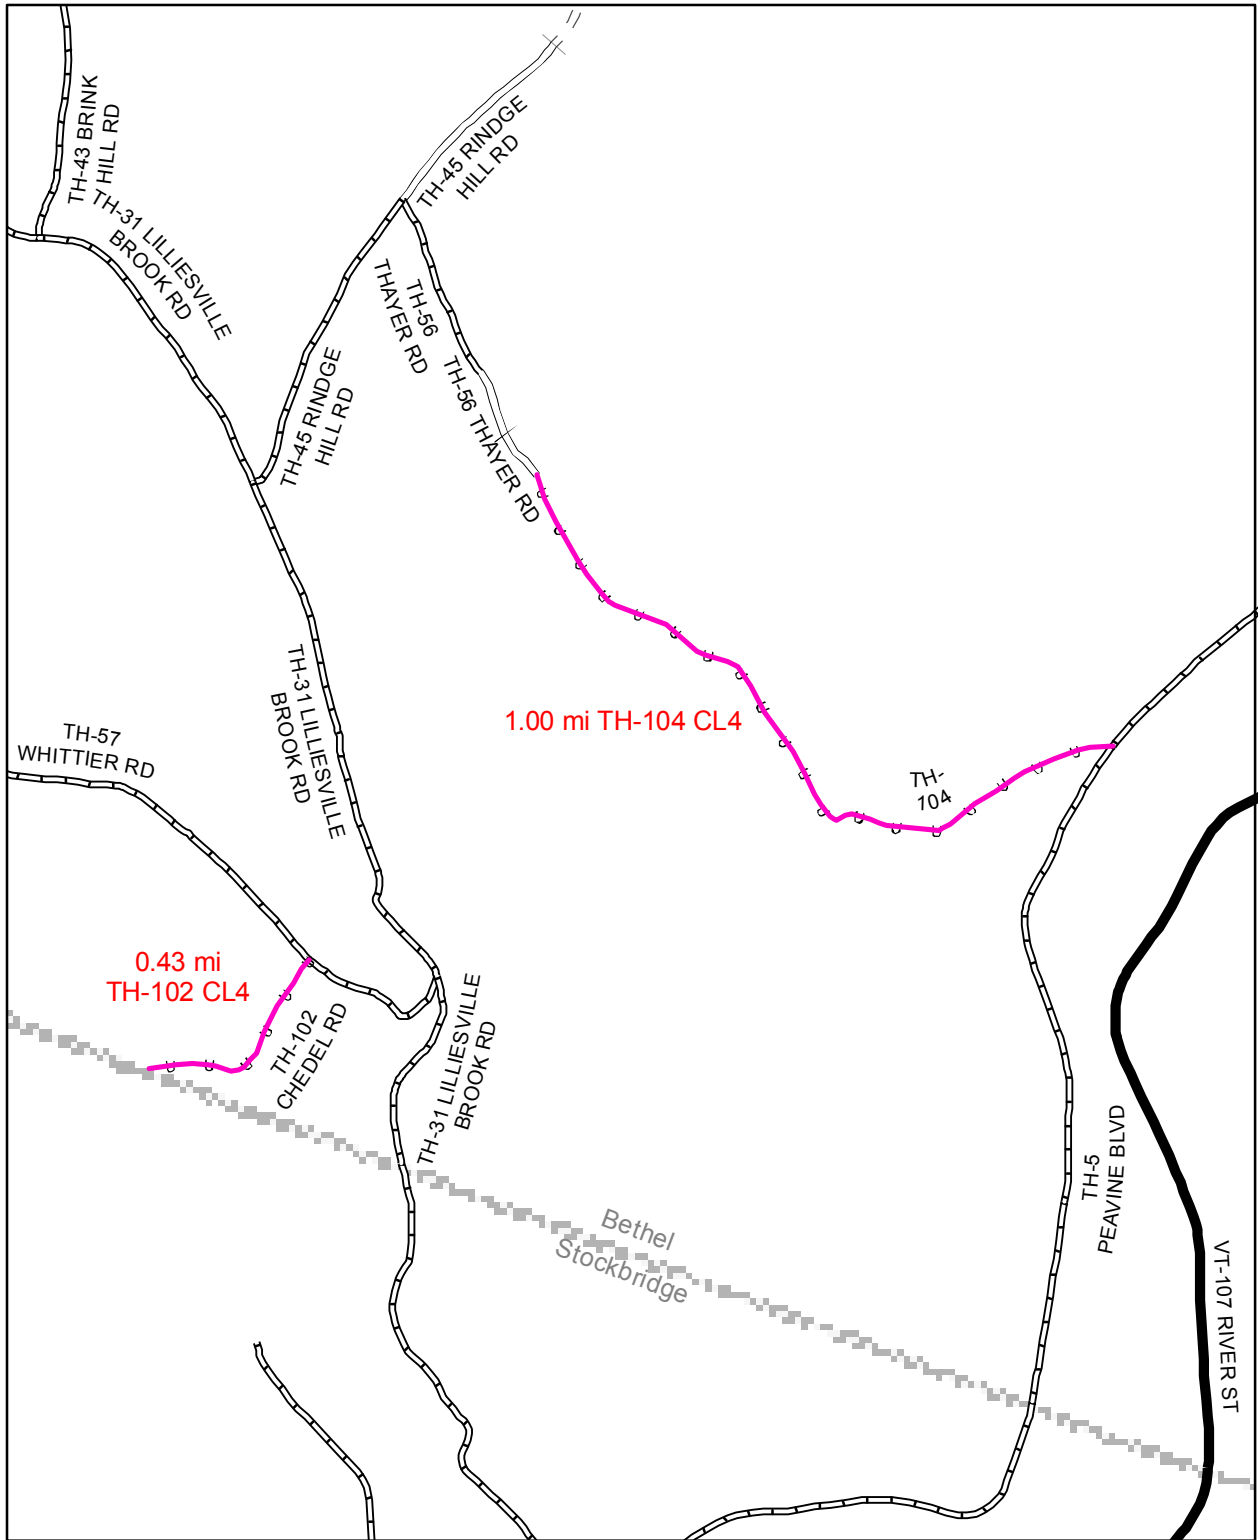 TH-43 BRINK
HILL RD
TH-45 RINDGE
HILL RD
TH-31 LILLIESVILLE
BROOK RD
TH-56
THAYER RD
TH-45 RINDGE
HILL RD
TH-56 THAYER RD
TH-31 LILLIESVILLE
BROOK RD
1.00 mi TH-104 CL4
TH-57
WHITTIER RD
TH-
104
0.43 mi
TH-102 CL4
TH-102
CHEDEL RD
TH-31 LILLIESVILLE
BROOK RD
TH-5
PEAVINE BLVD
Bethel
Stockbridge
VT-107 RIVER ST